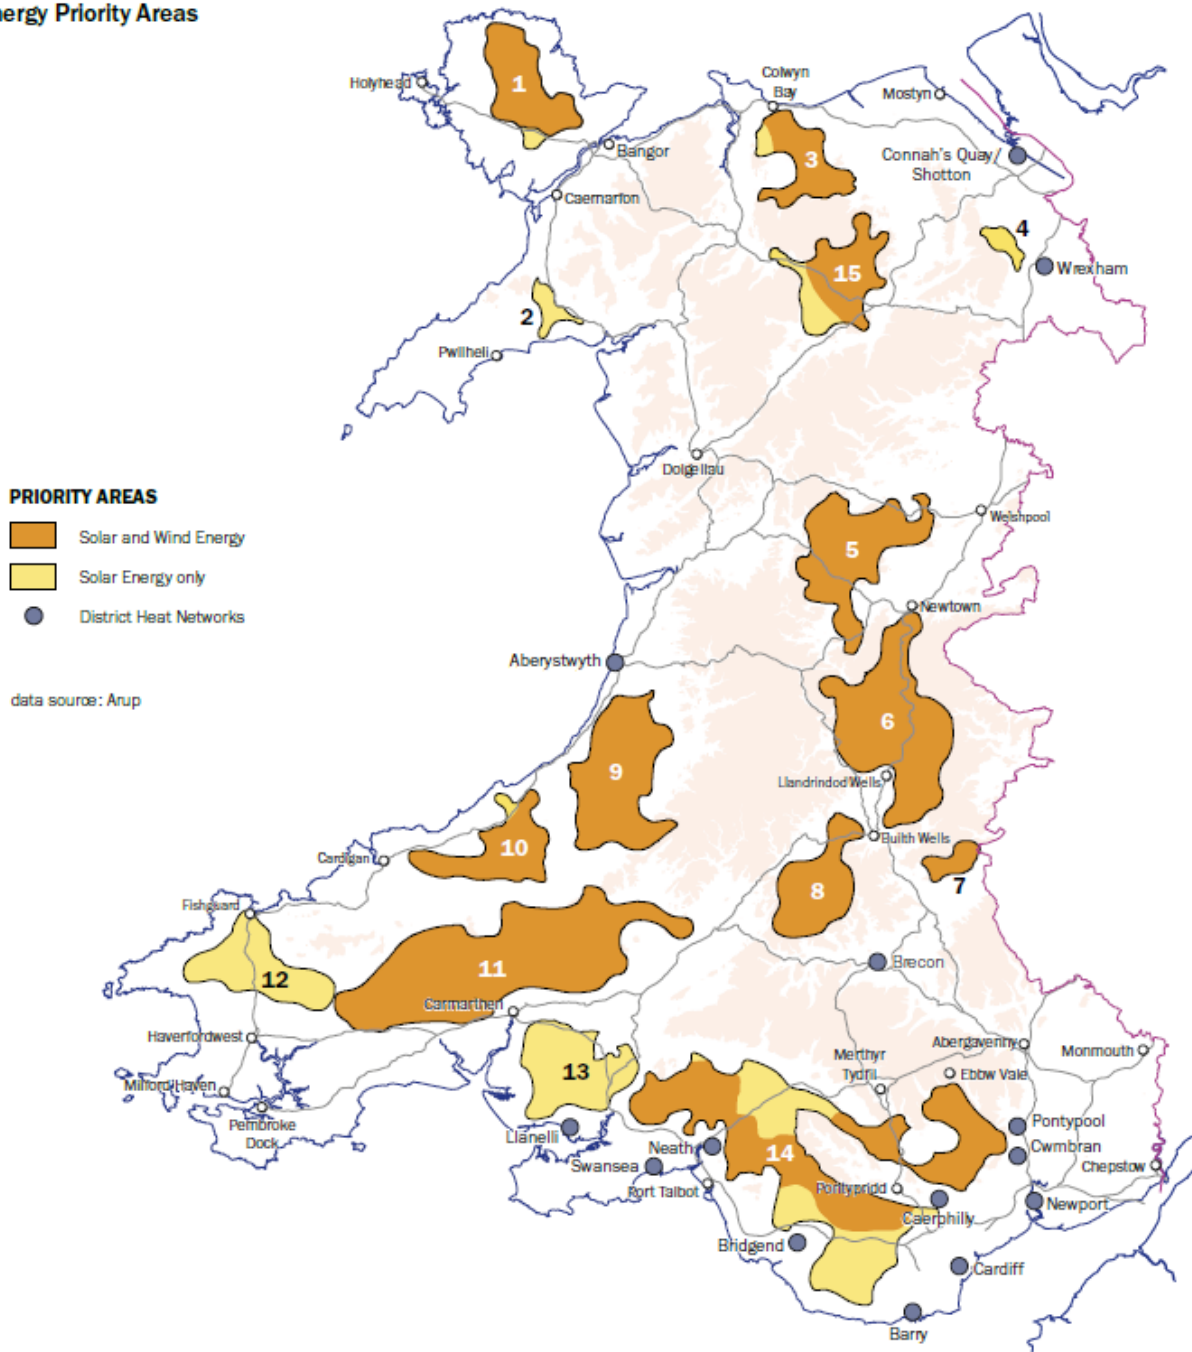 nergy Priority Areas
Holyhead
1
Bangor
Caernarfon
Colwyn
Bay
Mostyn
3
Connah's Quay/
Shotton
4
Wrexham
15
2
Pwllheli
Dolgellau
PRIORITY AREAS
Solar and Wind Energy
Solar Energy only
District Heat Networks
data source: Arup
Welshpool
5
Newtown
Aberystwyth
6
9
Llandrindod Wells
Builth Wells
10
Cardigan
7
8
Fishguard
12
11
Brecon
Carmarthen
Haverfordwest
Abergavenny
Monmouth
13
Merthyr
Tydfil
Ebbw Vale
Milford Haven
Pembroke
Dock
Llanelli
Neath
14
Pontypool
Cwmbran
Swansea
Chepstow
Port Talbot
Pontypridd
Newport
Caerphilly
Bridgend
Cardiff
Barry